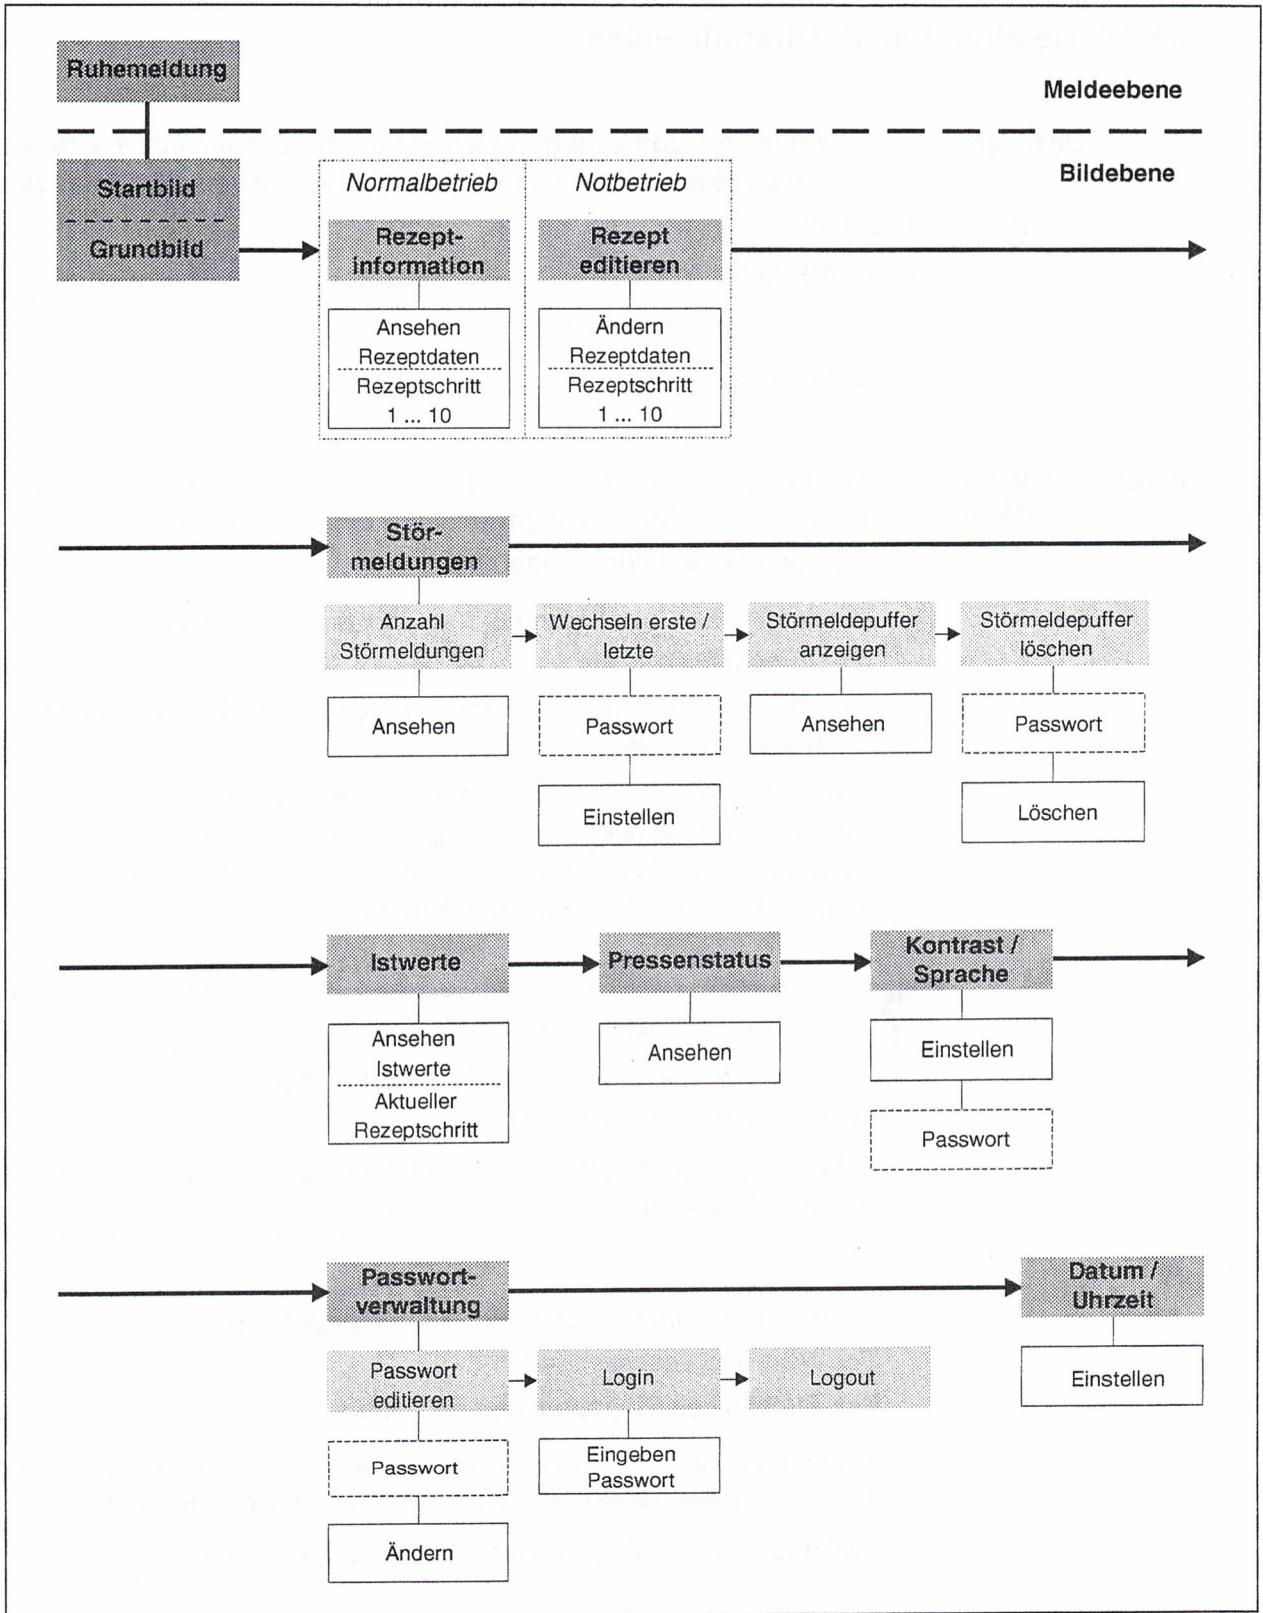 Ruhemeldung
Meldeebene
Bildebene
Startbild
Grundbild
Normalbetrieb
Notbetrieb
Rezept-
information
Rezept
editieren
Ansehen
Rezeptdaten
Rezeptschritt
1 ... 10
Ändern
Rezeptdaten
Rezeptschritt
1 ... 10
Stör-
meldungen
Anzahl
Störmeldungen
Wechseln erste /
letzte
Störmeldepuffer
anzeigen
Störmeldepuffer
löschen
Ansehen
Passwort
Einstellen
Ansehen
Passwort
Löschen
Istwerte
Pressenstatus
Kontrast /
Sprache
Ansehen
Istwerte
Aktueller
Rezeptschritt
Ansehen
Einstellen
Passwort
Passwort-
verwaltung
Datum /
Uhrzeit
Passwort
editieren
Login
Logout
Einstellen
Passwort
Ändern
Eingeben
Passwort